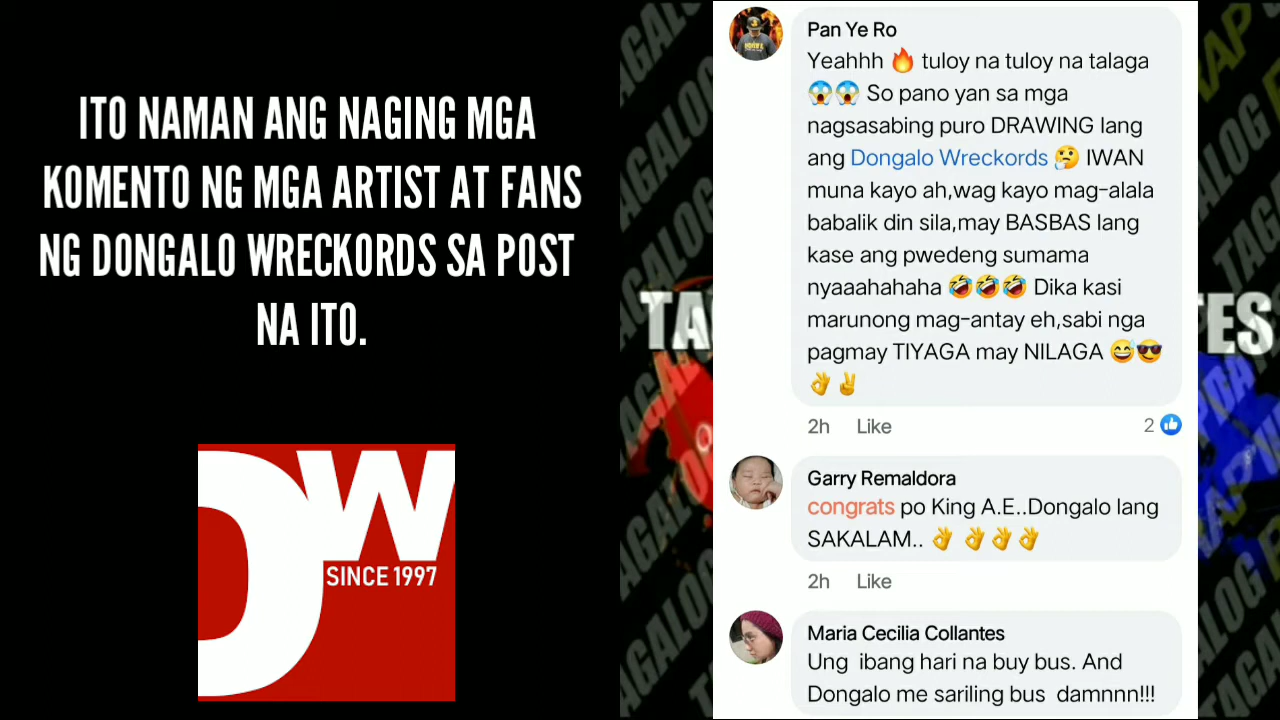 ITO NAMAN ANG NAGING MGA
KOMENTO NG MGA ARTIST AT FANS
NG DONGALO WRECKORDS SA POST
NA ITO.
DW
SINCE 1997
Pan Ye Ro
Yeahhh 🔥 tuloy na tuloy na talaga
😱😱 So pano yan sa mga
nagsasabing puro DRAWING lang
ang Dongalo Wreckords 🤔 IWAN
muna kayo ah,wag kayo mag-alala
babalik din sila,may BASBAS lang
kase ang pwedeng sumama
nyaaahahaha 🤣🤣🤣 Dika kasi
marunong mag-antay eh,sabi nga
pagmay TIYAGA may NILAGA 😅😎
👌✌
2h Like 2
Garry Remaldora
congrats po King A.E..Dongalo lang
SAKALAM.. 👌 👌👌👌
2h Like
Maria Cecilia Collantes
Ung ibang hari na buy bus. And
Dongalo me sariling bus damnnn!!!
TAGALOG
RAP
TA
TES